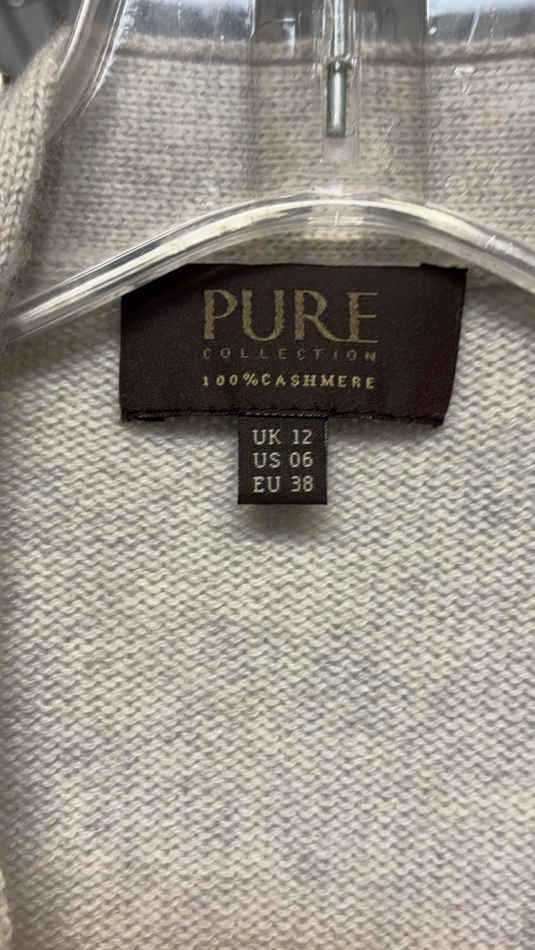 PURE
COLLECTION
100%CASHMERE
UK 12
US 06
EU 38